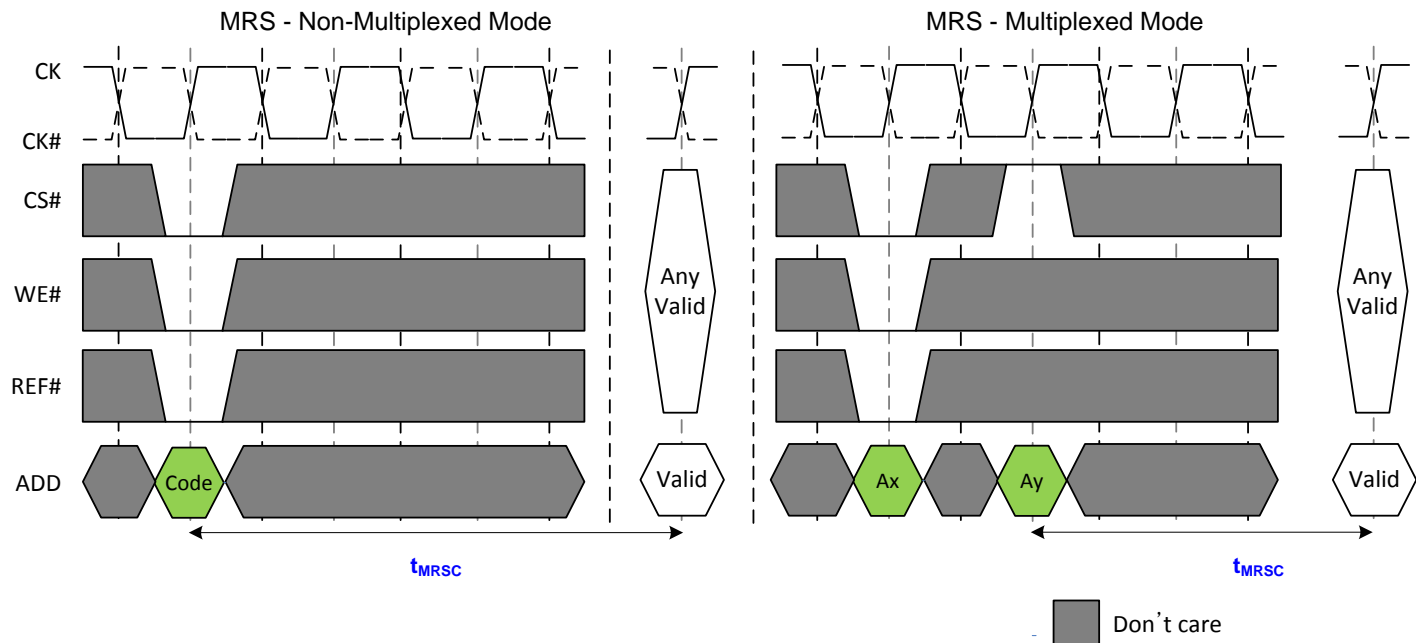 MRS - Non-Multiplexed Mode
MRS - Multiplexed Mode
CK
CK#
CS#
WE#
REF#
ADD
Any
Valid
Any
Valid
Code
Valid
Ax
Ay
Valid
tMRSC
tMRSC
Don't care